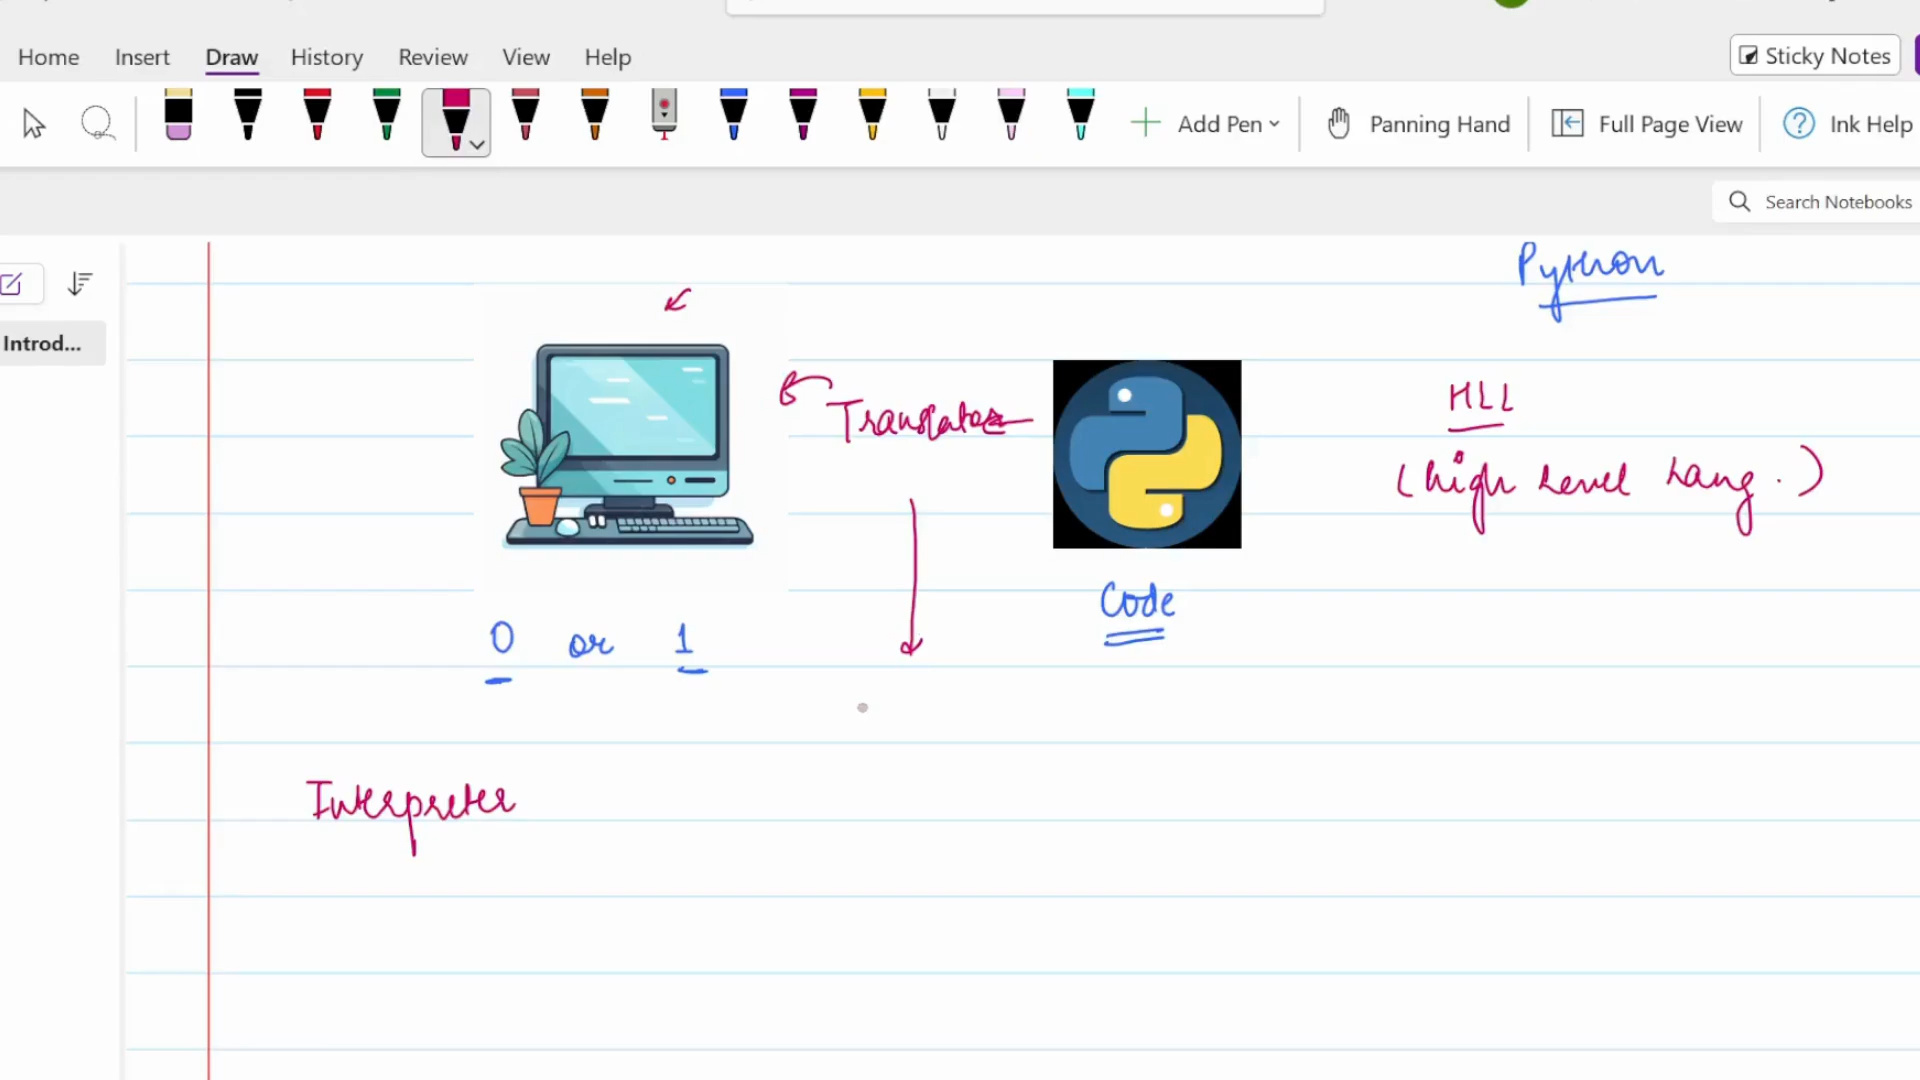 Home Insert Draw History Review View Help
Sticky Notes
Add Pen Panning Hand Full Page View Ink Help
Search Notebooks
Python
Introd...
HLL
Translate
(high Level Lang.)
Code
0 or 1
Interpreter